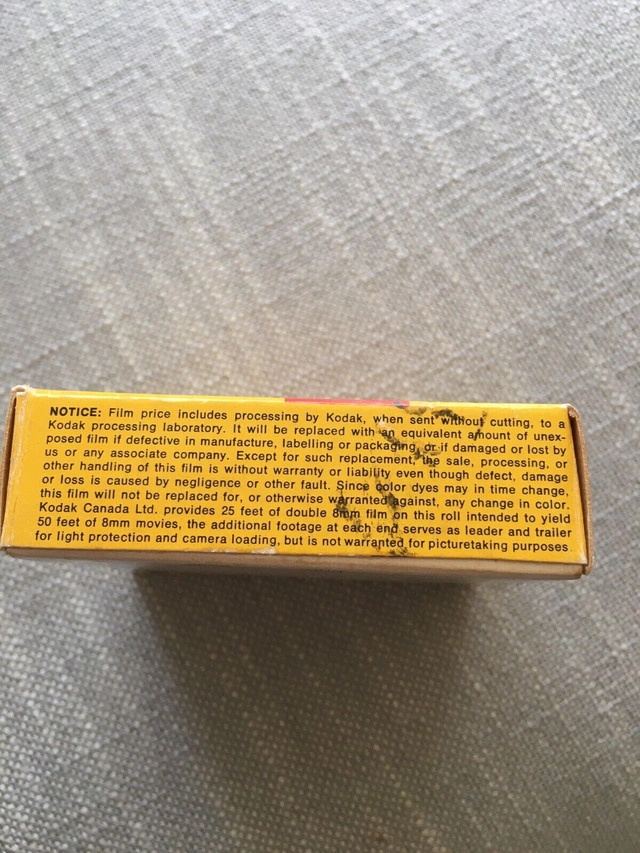 NOTICE: Film price includes processing by Kodak, when sent without cutting, to a
Kodak processing laboratory. It will be replaced with an equivalent amount of unex-
posed film if defective in manufacture, labelling or packaging, or if damaged or lost by
us or any associate company. Except for such replacement, the sale, processing, or
other handling of this film is without warranty or liability even though defect, damage
or loss is caused by negligence or other fault. Since color dyes may in time change,
this film will not be replaced for, or otherwise warranted against, any change in color.
Kodak Canada Ltd. provides 25 feet of double 8mm film on this roll intended to yield
50 feet of 8mm movies, the additional footage at each end serves as leader and trailer
for light protection and camera loading, but is not warranted for picturetaking purposes.